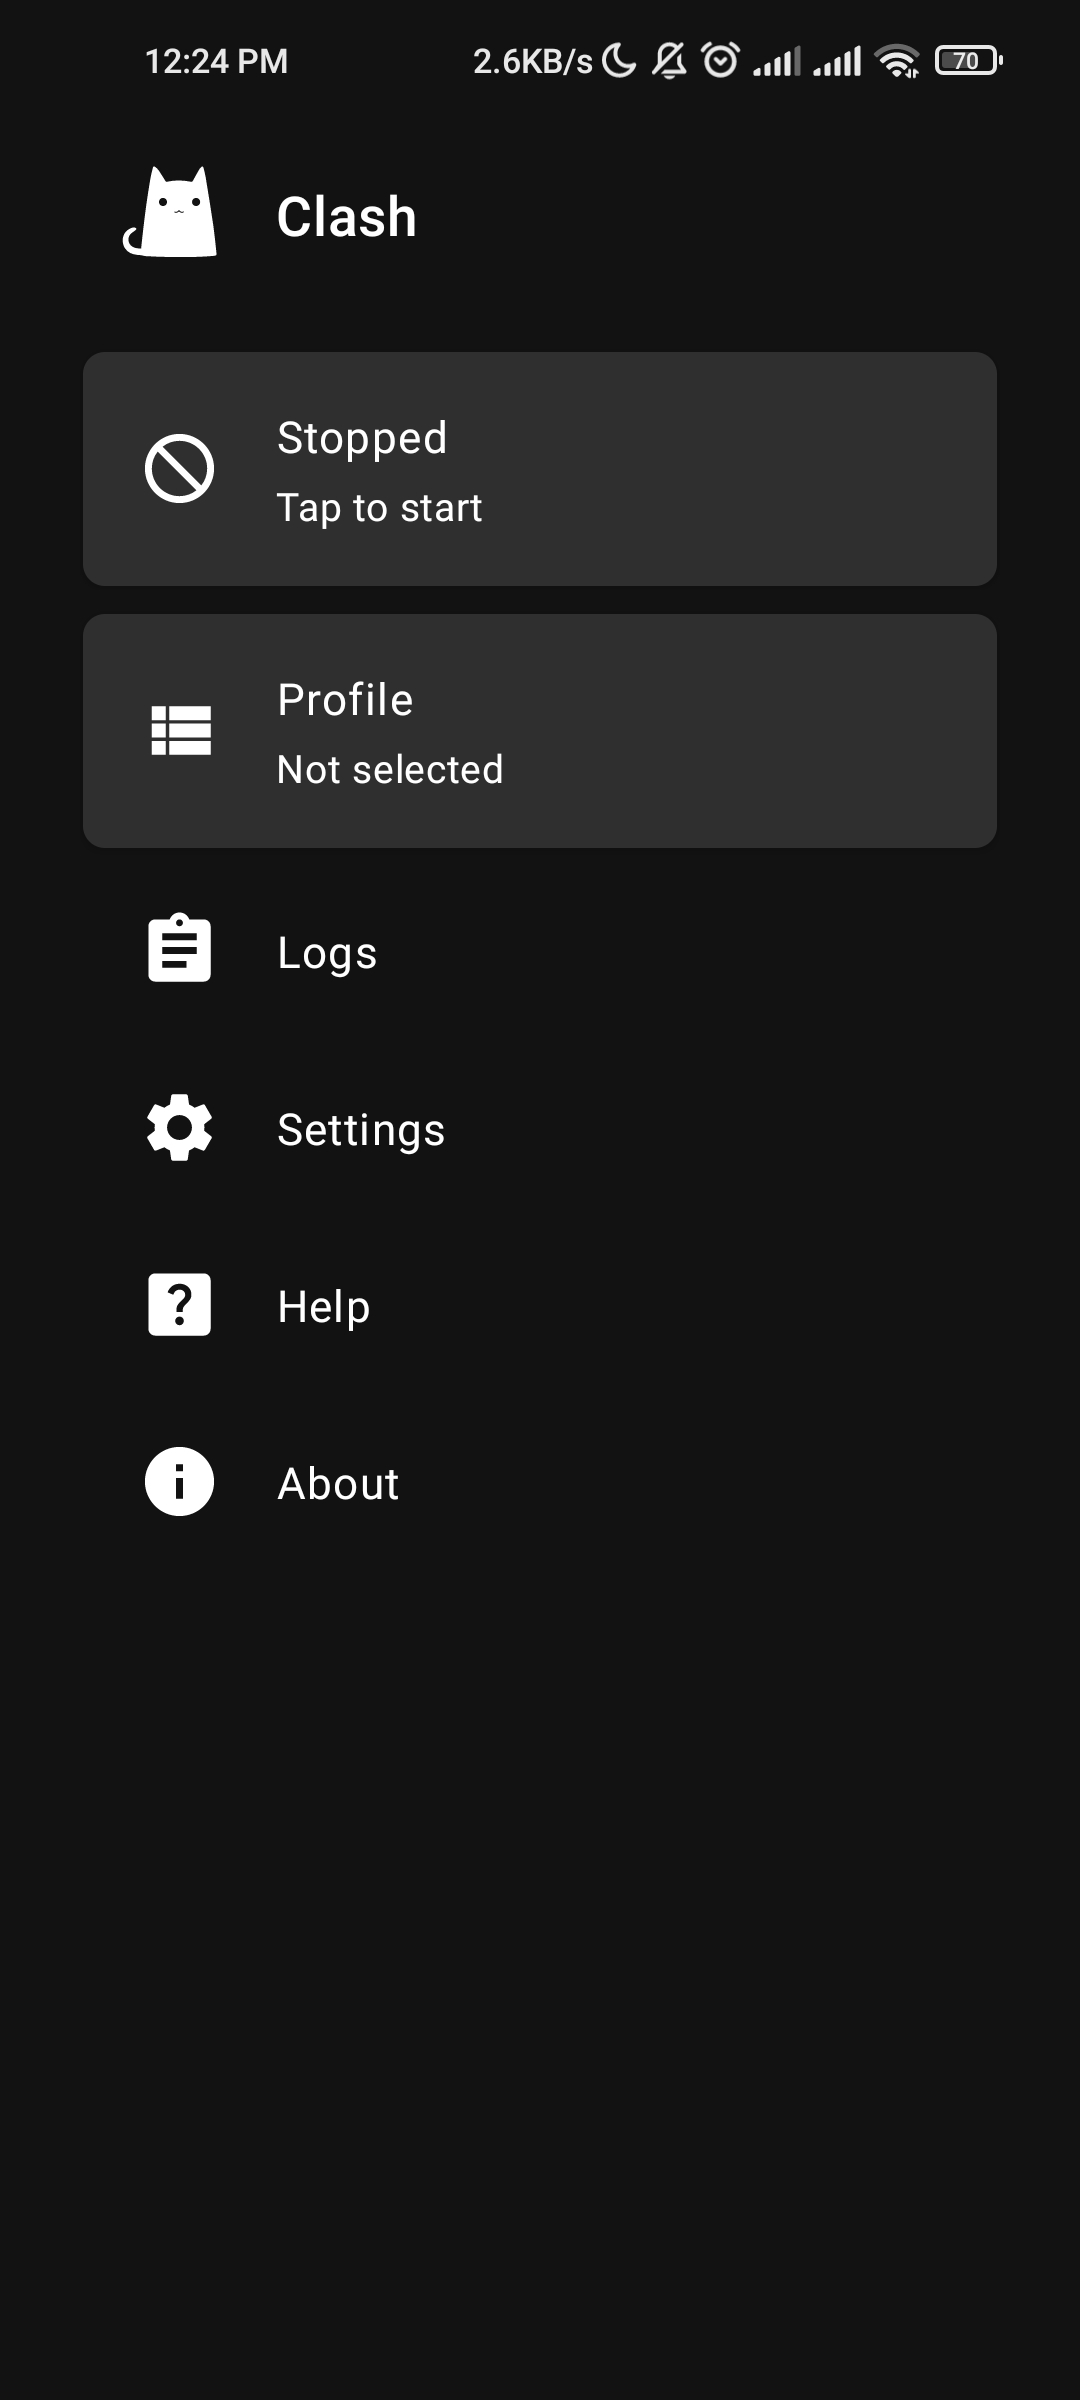 12:24 PM 2.6KB/s 70
Clash
Stopped
Tap to start
Profile
Not selected
Logs
Settings
Help
About